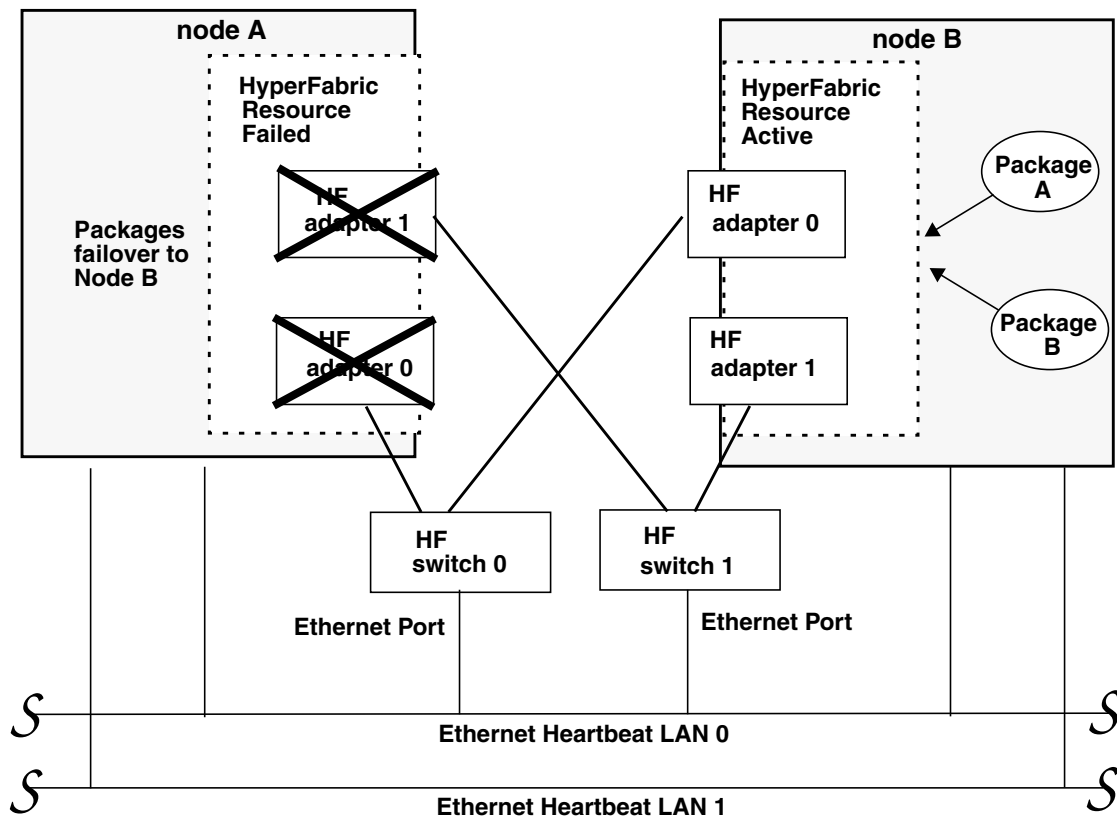 node A
HyperFabric
Resource
Failed
HF
adapter 1
Packages
failover to
Node B
HF
adapter 0
node B
HyperFabric
Resource
Active
Package
A
HF
adapter 0
Package
B
HF
adapter 1
HF
switch 0
HF
switch 1
Ethernet Port
Ethernet Port
Ethernet Heartbeat LAN 0
Ethernet Heartbeat LAN 1